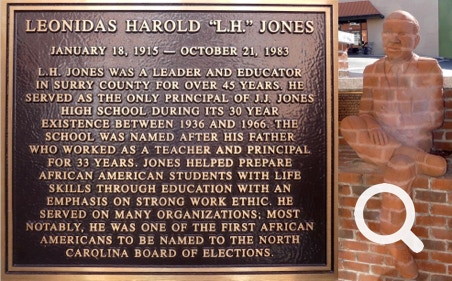 LEONIDAS HAROLD "L.H." JONES
JANUARY 18, 1915 — OCTOBER 21, 1983
L.H. JONES WAS A LEADER AND EDUCATOR
IN SURRY COUNTY FOR OVER 45 YEARS. HE
SERVED AS THE ONLY PRINCIPAL OF J.J. JONES
HIGH SCHOOL DURING ITS 30 YEAR
EXISTENCE BETWEEN 1936 AND 1966. THE
SCHOOL WAS NAMED AFTER HIS FATHER
WHO WORKED AS A TEACHER AND PRINCIPAL
FOR 33 YEARS. JONES HELPED PREPARE
AFRICAN AMERICAN STUDENTS WITH LIFE
SKILLS THROUGH EDUCATION WITH AN
EMPHASIS ON STRONG WORK ETHIC. HE
SERVED ON MANY ORGANIZATIONS; MOST
NOTABLY, HE WAS ONE OF THE FIRST AFRICAN
AMERICANS TO BE NAMED TO THE NORTH
CAROLINA BOARD OF ELECTIONS.